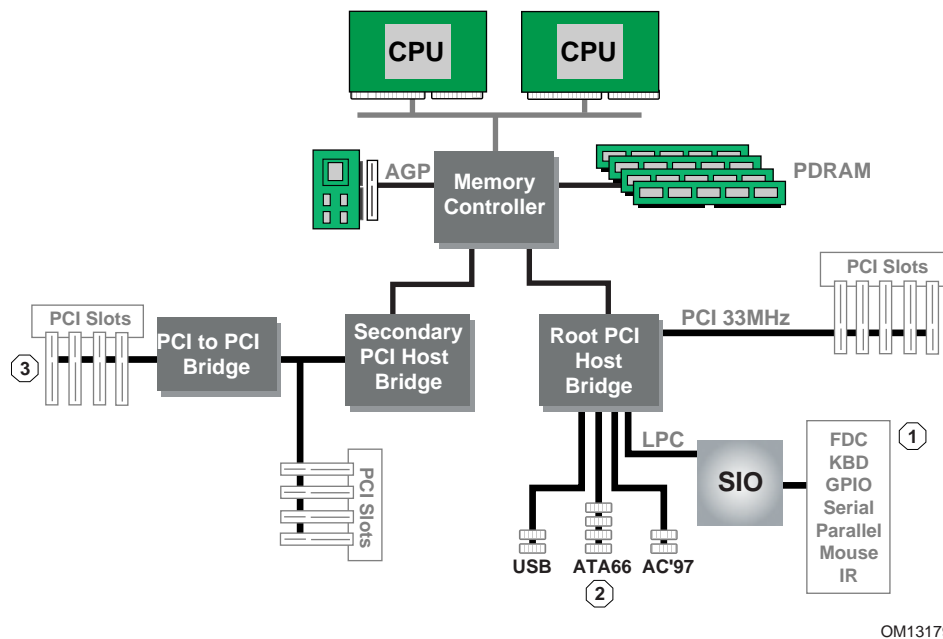 CPU
CPU
AGP
Memory
Controller
PDRAM
PCI Slots
PCI Slots
PCI to PCI
Bridge
Secondary
PCI Host
Bridge
Root PCI
Host
Bridge
PCI 33MHz
3
PCI Slots
LPC
SIO
1
FDC
KBD
GPIO
Serial
Parallel
Mouse
IR
USB
ATA66
AC'97
2